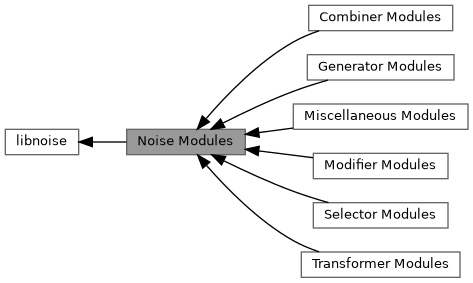 libnoise
Noise Modules
Combiner Modules
Generator Modules
Miscellaneous Modules
Modifier Modules
Selector Modules
Transformer Modules